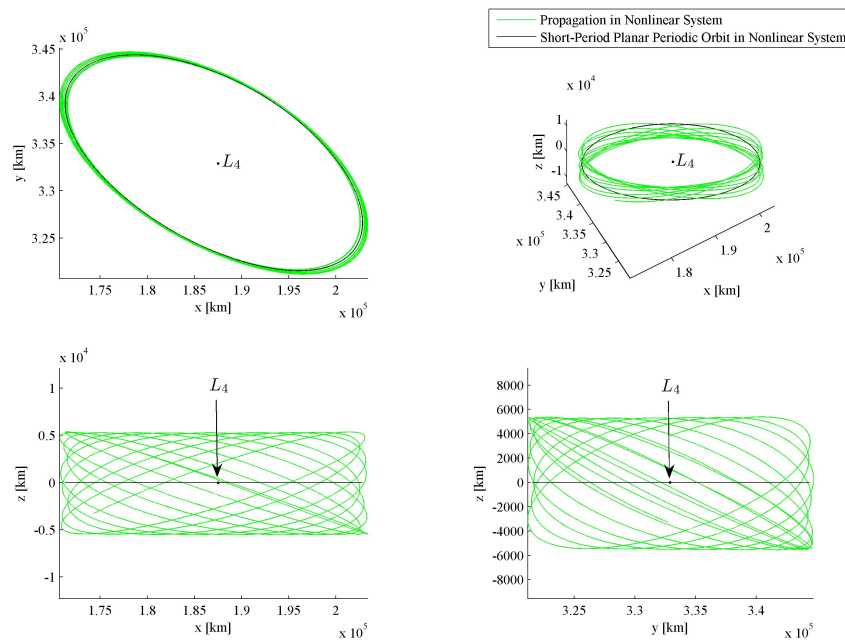 Propagation in Nonlinear System
Short-Period Planar Periodic Orbit in Nonlinear System
x 10^5
3.45
3.4
3.35
3.3
3.25
y [km]
L_4
1.75 1.8 1.85 1.9 1.95 2
x [km]
x 10^5
x 10^4
1
0
-1
z [km]
L_4
3.45
3.4
3.35
3.3
3.25
x 10^5
y [km]
1.8 1.9 2
x 10^5
x [km]
x 10^4
1
0.5
0
-0.5
-1
z [km]
L_4
1.75 1.8 1.85 1.9 1.95 2
x [km]
x 10^5
8000
6000
4000
2000
0
-2000
-4000
-6000
-8000
z [km]
L_4
3.25 3.3 3.35 3.4
y [km]
x 10^5